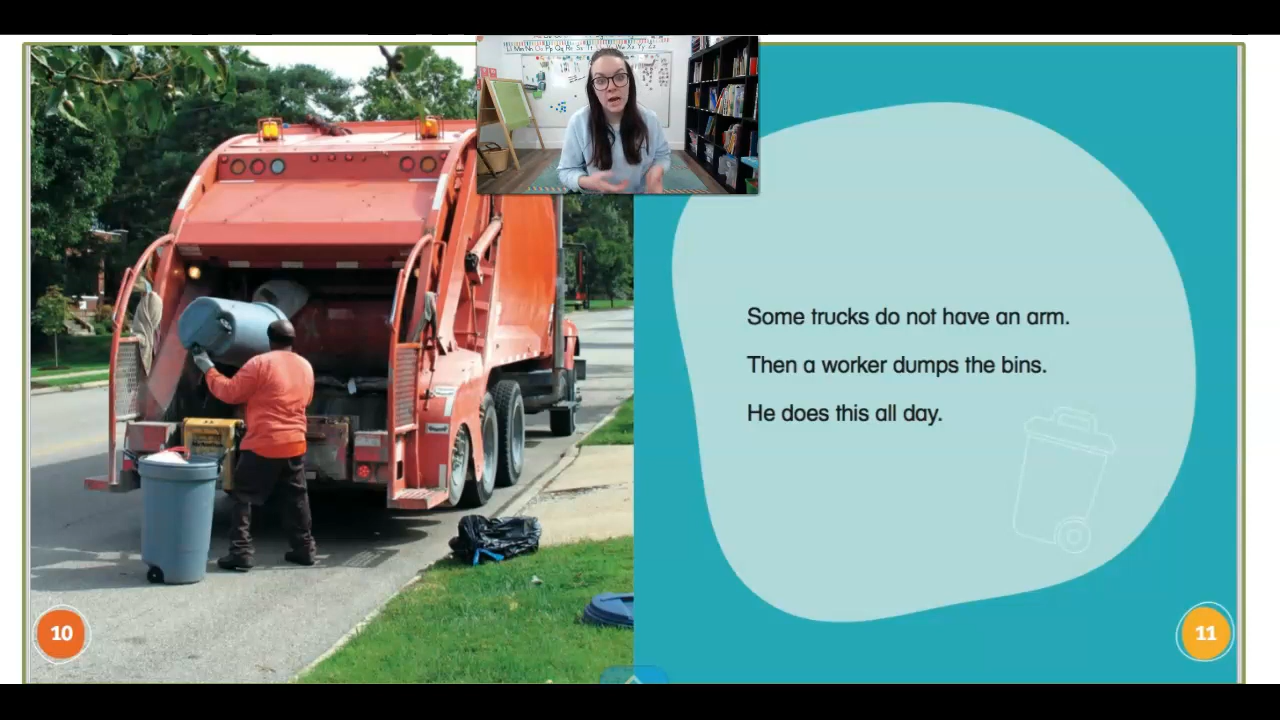 Some trucks do not have an arm.
Then a worker dumps the bins.
He does this all day.
10
11